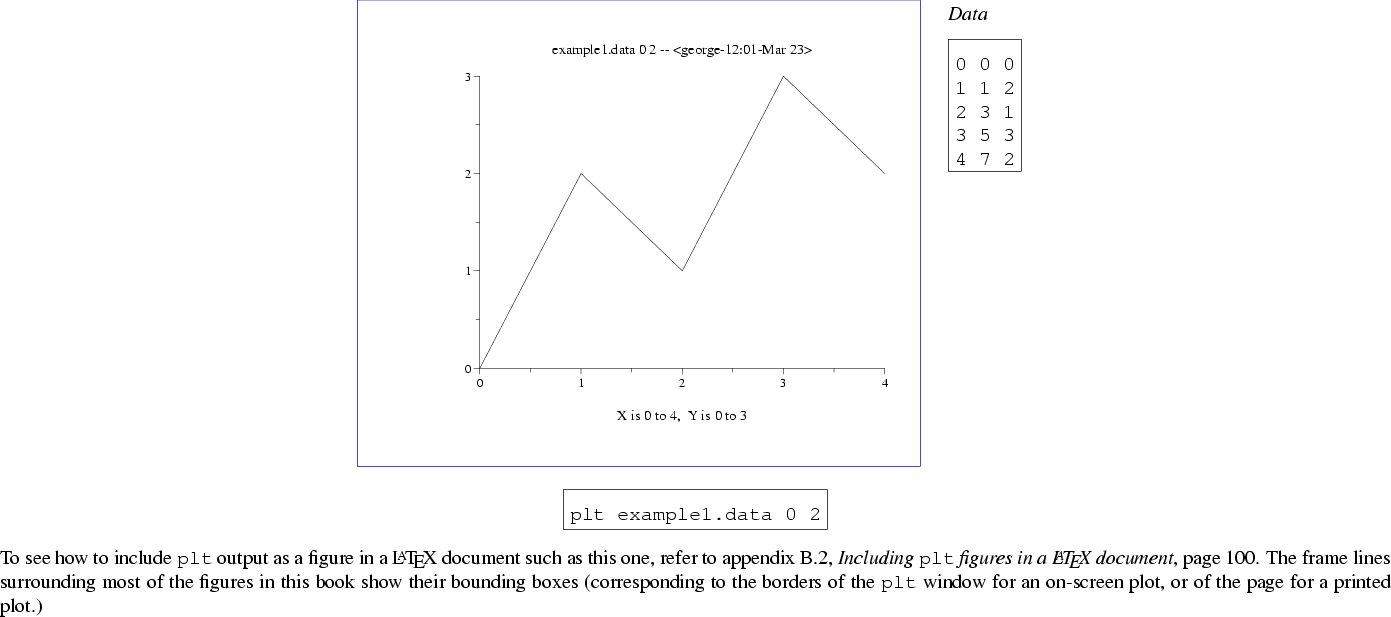 Data
example1.data 0 2 -- <george-12:01-Mar 23>
0 0 0
1 1 2
2 3 1
3 5 3
4 7 2
3
2
1
0
0 1 2 3 4
X is 0 to 4, Y is 0 to 3
plt example1.data 0 2
To see how to include plt output as a figure in a LATEX document such as this one, refer to appendix B.2, Including plt figures in a LATEX document, page 100. The frame lines
surrounding most of the figures in this book show their bounding boxes (corresponding to the borders of the plt window for an on-screen plot, or of the page for a printed
plot.)